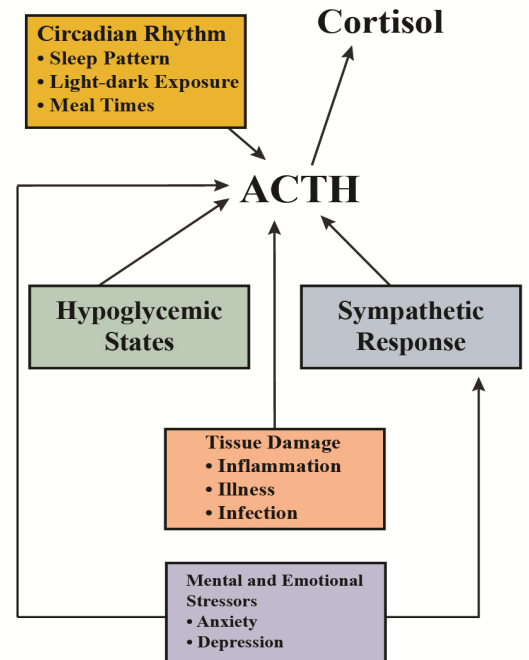 Circadian Rhythm
• Sleep Pattern
• Light-dark Exposure
• Meal Times
Cortisol
ACTH
Hypoglycemic
States
Sympathetic
Response
Tissue Damage
• Inflammation
• Illness
• Infection
Mental and Emotional
Stressors
• Anxiety
• Depression